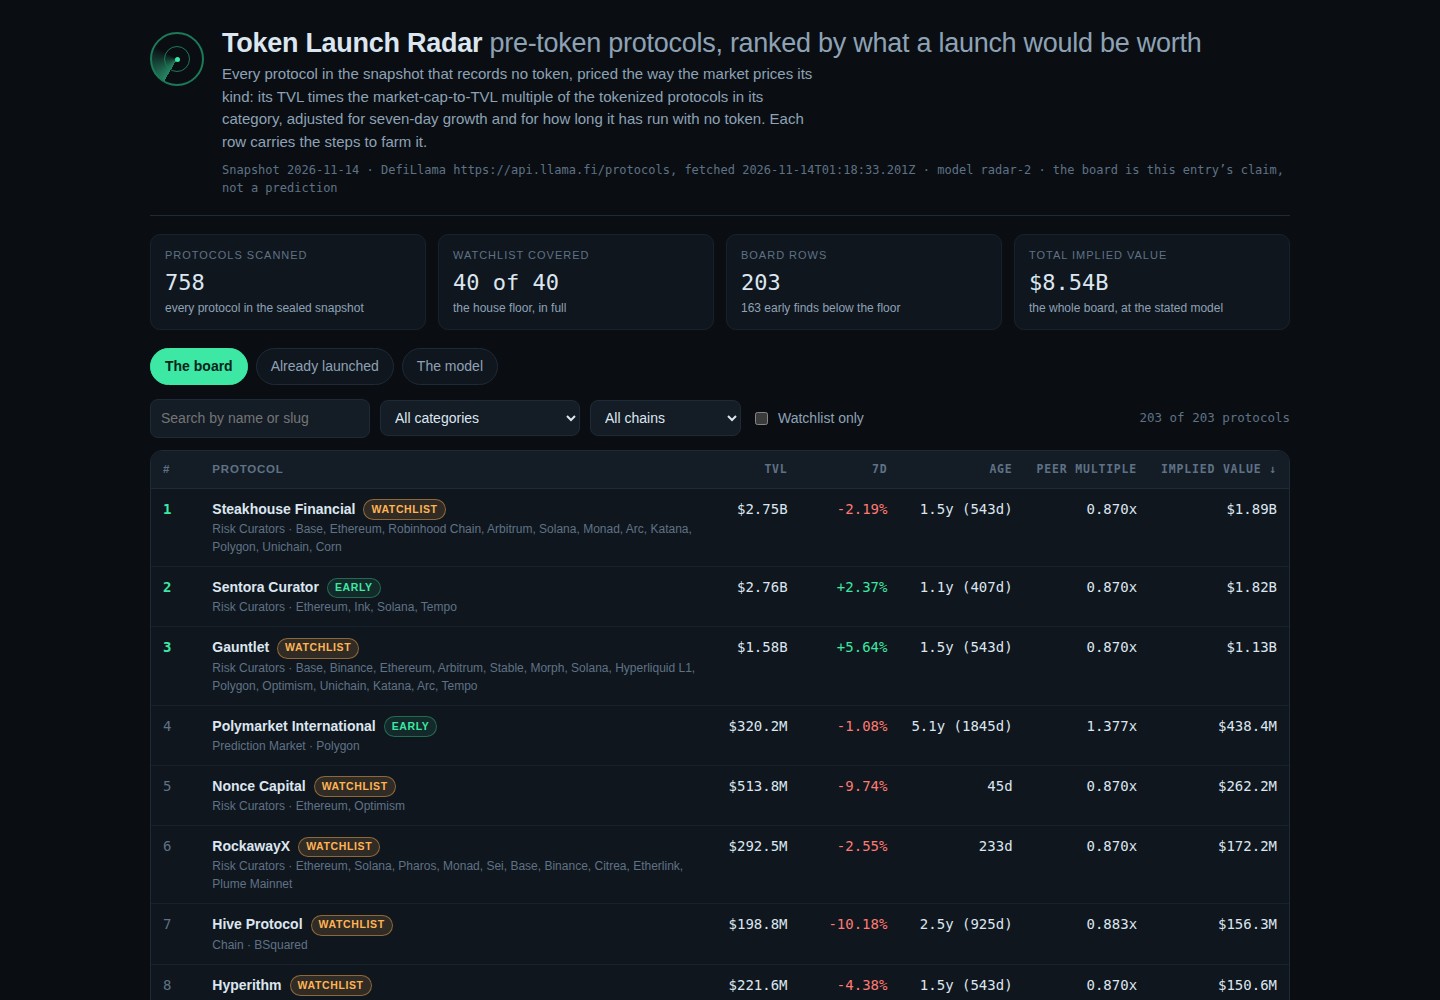 Token Launch Radar pre-token protocols, ranked by what a launch would be worth
Every protocol in the snapshot that records no token, priced the way the market prices its
kind: its TVL times the market-cap-to-TVL multiple of the tokenized protocols in its
category, adjusted for seven-day growth and for how long it has run with no token. Each
row carries the steps to farm it.
Snapshot 2026-11-14 · DefiLlama https://api.llama.fi/protocols, fetched 2026-11-14T01:18:33.201Z · model radar-2 · the board is this entry’s claim,
not a prediction
PROTOCOLS SCANNED
758
every protocol in the sealed snapshot
WATCHLIST COVERED
40 of 40
the house floor, in full
BOARD ROWS
203
163 early finds below the floor
TOTAL IMPLIED VALUE
$8.54B
the whole board, at the stated model
The board Already launched The model
Search by name or slug All categories All chains Watchlist only 203 of 203 protocols
# PROTOCOL TVL 7D AGE PEER MULTIPLE IMPLIED VALUE ↓
1 Steakhouse Financial WATCHLIST $2.75B -2.19% 1.5y (543d) 0.870x $1.89B
Risk Curators · Base, Ethereum, Robinhood Chain, Arbitrum, Solana, Monad, Arc, Katana,
Polygon, Unichain, Corn
2 Sentora Curator EARLY $2.76B +2.37% 1.1y (407d) 0.870x $1.82B
Risk Curators · Ethereum, Ink, Solana, Tempo
3 Gauntlet WATCHLIST $1.58B +5.64% 1.5y (543d) 0.870x $1.13B
Risk Curators · Base, Binance, Ethereum, Arbitrum, Stable, Morph, Solana, Hyperliquid L1,
Polygon, Optimism, Unichain, Katana, Arc, Tempo
4 Polymarket International EARLY $320.2M -1.08% 5.1y (1845d) 1.377x $438.4M
Prediction Market · Polygon
5 Nonce Capital WATCHLIST $513.8M -9.74% 45d 0.870x $262.2M
Risk Curators · Ethereum, Optimism
6 RockawayX WATCHLIST $292.5M -2.55% 233d 0.870x $172.2M
Risk Curators · Ethereum, Solana, Pharos, Monad, Sei, Base, Binance, Citrea, Etherlink,
Plume Mainnet
7 Hive Protocol WATCHLIST $198.8M -10.18% 2.5y (925d) 0.883x $156.3M
Chain · BSquared
8 Hyperithm WATCHLIST $221.6M -4.38% 1.5y (543d) 0.870x $150.6M